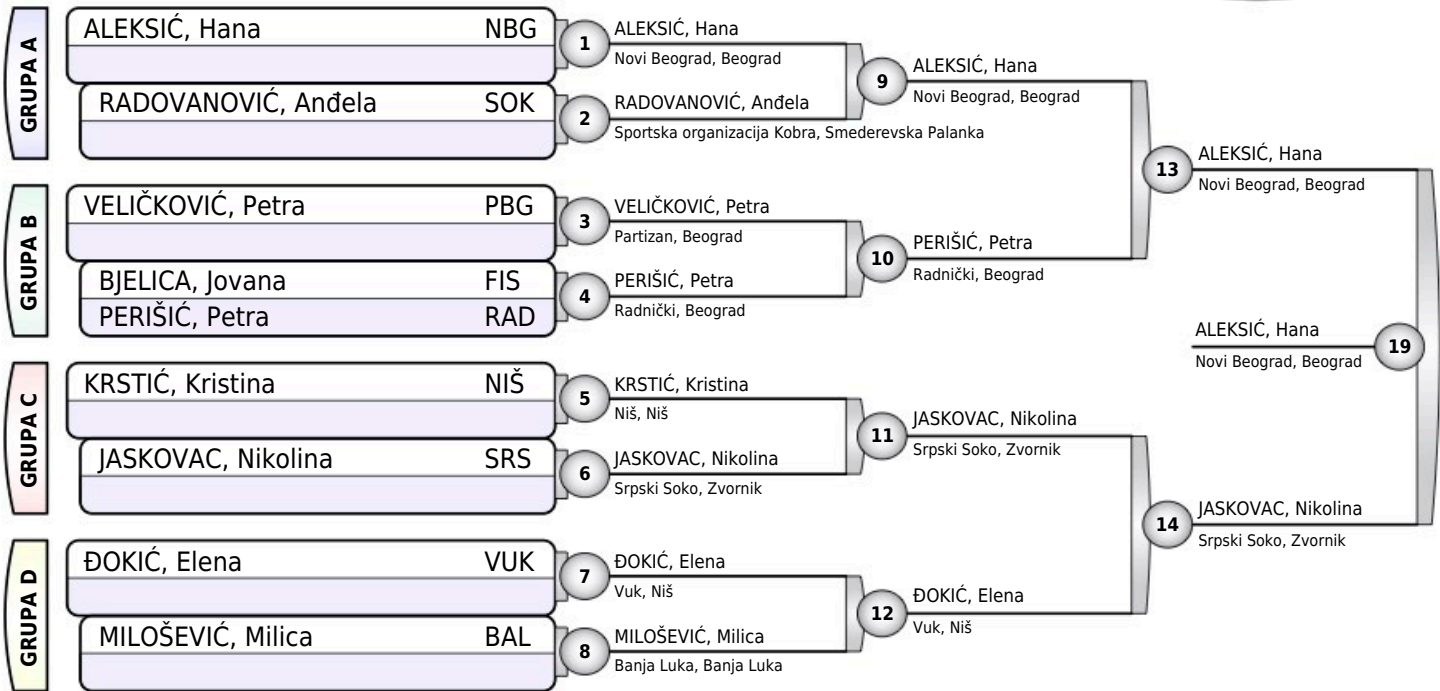 GRUPA A
ALEKSIĆ, Hana NBG
RADOVANOVIĆ, Anđela SOK
1
ALEKSIĆ, Hana
Novi Beograd, Beograd
2
RADOVANOVIĆ, Anđela
Sportska organizacija Kobra, Smederevska Palanka
9
ALEKSIĆ, Hana
Novi Beograd, Beograd
GRUPA B
VELIČKOVIĆ, Petra PBG
BJELICA, Jovana FIS
PERIŠIĆ, Petra RAD
3
VELIČKOVIĆ, Petra
Partizan, Beograd
4
PERIŠIĆ, Petra
Radnički, Beograd
10
PERIŠIĆ, Petra
Radnički, Beograd
13
ALEKSIĆ, Hana
Novi Beograd, Beograd
GRUPA C
KRSTIĆ, Kristina NIŠ
JASKOVAC, Nikolina SRS
5
KRSTIĆ, Kristina
Niš, Niš
6
JASKOVAC, Nikolina
Srpski Soko, Zvornik
11
JASKOVAC, Nikolina
Srpski Soko, Zvornik
GRUPA D
ĐOKIĆ, Elena VUK
MILOŠEVIĆ, Milica BAL
7
ĐOKIĆ, Elena
Vuk, Niš
8
MILOŠEVIĆ, Milica
Banja Luka, Banja Luka
12
ĐOKIĆ, Elena
Vuk, Niš
14
JASKOVAC, Nikolina
Srpski Soko, Zvornik
ALEKSIĆ, Hana
Novi Beograd, Beograd
19